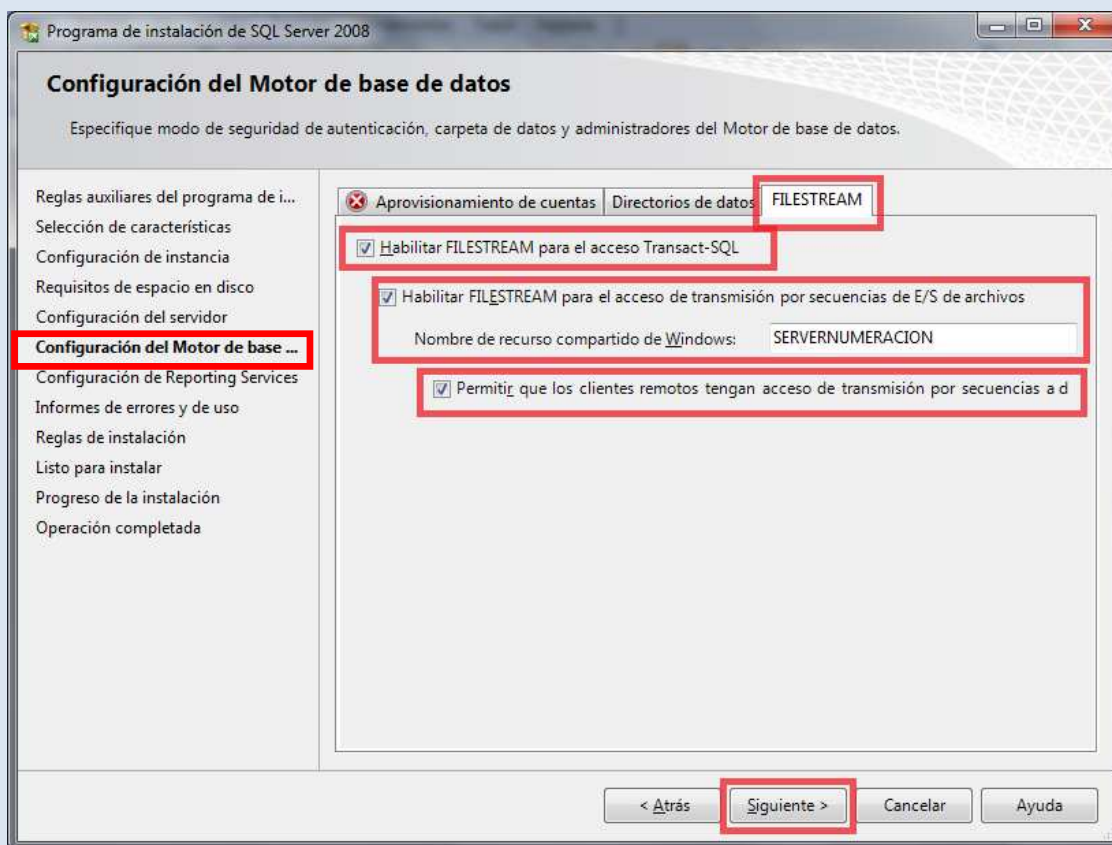 Programa de instalación de SQL Server 2008
Configuración del Motor de base de datos
Especifique modo de seguridad de autenticación, carpeta de datos y administradores del Motor de base de datos.
Reglas auxiliares del programa de i...
Selección de características
Configuración de instancia
Requisitos de espacio en disco
Configuración del servidor
Configuración del Motor de base ...
Configuración de Reporting Services
Informes de errores y de uso
Reglas de instalación
Listo para instalar
Progreso de la instalación
Operación completada
Aprovisionamiento de cuentas Directorios de datos FILESTREAM
Habilitar FILESTREAM para el acceso Transact-SQL
Habilitar FILESTREAM para el acceso de transmisión por secuencias de E/S de archivos
Nombre de recurso compartido de Windows: SERVERNUMERACION
Permitir que los clientes remotos tengan acceso de transmisión por secuencias a d
< Atrás Siguiente > Cancelar Ayuda